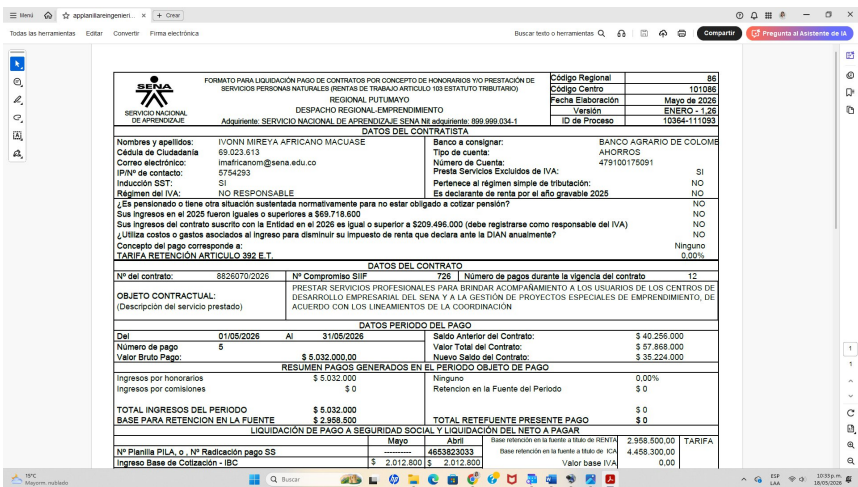 Menú
appianillareingenieri...
+ Crear
Todas las herramientas Editar Convertir Firma electrónica
Buscar texto o herramientas
Compartir
Pregunta al Asistente de IA
SENA
SERVICIO NACIONAL
DE APRENDIZAJE
FORMATO PARA LIQUIDACIÓN PAGO DE CONTRATOS POR CONCEPTO DE HONORARIOS Y/O PRESTACIÓN DE
SERVICIOS PERSONAS NATURALES (RENTAS DE TRABAJO ARTICULO 103 ESTATUTO TRIBUTARIO)
REGIONAL PUTUMAYO
DESPACHO REGIONAL-EMPRENDIMIENTO
Adquiriente: SERVICIO NACIONAL DE APRENDIZAJE SENA Nit adquiriente: 899.999.034-1
Código Regional 86
Código Centro 101086
Fecha Elaboración Mayo de 2026
Versión ENERO - 1,26
ID de Proceso 10364-111093
DATOS DEL CONTRATISTA
Nombres y apellidos: IVONN MIREYA AFRICANO MACUASE Banco a consignar: BANCO AGRARIO DE COLOME
Cédula de Ciudadanía 69.023.613 Tipo de cuenta: AHORROS
Correo electrónico: imafricanom@sena.edu.co Número de Cuenta: 479100175091
IP/Nº de contacto: 5754293 Presta Servicios Excluidos de IVA: SI
Inducción SST: SI Pertenece al régimen simple de tributación: NO
Régimen del IVA: NO RESPONSABLE Es declarante de renta por el año gravable 2025 NO
¿Es pensionado o tiene otra situación sustentada normativamente para no estar obligado a cotizar pensión? NO
Sus ingresos en el 2025 fueron iguales o superiores a $69.718.600 NO
Sus ingresos del contrato suscrito con la Entidad en el 2026 es igual o superior a $209.496.000 (debe registrarse como responsable del IVA) NO
¿Utiliza costos o gastos asociados al ingreso para disminuir su impuesto de renta que declara ante la DIAN anualmente? NO
Concepto del pago corresponde a: Ninguno
TARIFA RETENCIÓN ARTICULO 392 E.T. 0,00%
DATOS DEL CONTRATO
Nº del contrato: 8826070/2026 Nº Compromiso SIIF 726 Número de pagos durante la vigencia del contrato 12
OBJETO CONTRACTUAL:
(Descripción del servicio prestado)
PRESTAR SERVICIOS PROFESIONALES PARA BRINDAR ACOMPAÑAMIENTO A LOS USUARIOS DE LOS CENTROS DE
DESARROLLO EMPRESARIAL DEL SENA Y A LA GESTIÓN DE PROYECTOS ESPECIALES DE EMPRENDIMIENTO, DE
ACUERDO CON LOS LINEAMIENTOS DE LA COORDINACIÓN
DATOS PERIODO DEL PAGO
Del 01/05/2026 Al 31/05/2026 Saldo Anterior del Contrato: $ 40.256.000
Número de pago 5 Valor Total del Contrato: $ 57.868.000
Valor Bruto Pago: $ 5.032.000,00 Nuevo Saldo del Contrato: $ 35.224.000
RESUMEN PAGOS GENERADOS EN EL PERIODO OBJETO DE PAGO
Ingresos por honorarios $ 5.032.000 Ninguno 0,00%
Ingresos por comisiones $ 0 Retencion en la Fuente del Periodo $ 0
TOTAL INGRESOS DEL PERIODO $ 5.032.000 $ 0
BASE PARA RETENCION EN LA FUENTE $ 2.958.500 TOTAL RETEFUENTE PRESENTE PAGO $ 0
LIQUIDACIÓN DE PAGO A SEGURIDAD SOCIAL Y LIQUIDACIÓN DEL NETO A PAGAR
Mayo Abril Base retención en la fuente a titulo de RENTA 2.958.500,00 TARIFA
Nº Planilla PILA, o , Nº Radicación pago SS ---------- 4653823033 Base retención en la fuente a titulo de ICA 4.458.300,00
Ingreso Base de Cotización - IBC $ 2.012.800 $ 2.012.800 Valor base IVA 0,00
1
1
15°C
Mayorm. nublado
Buscar
ESP
LAA
10:33 p. m.
18/05/2026